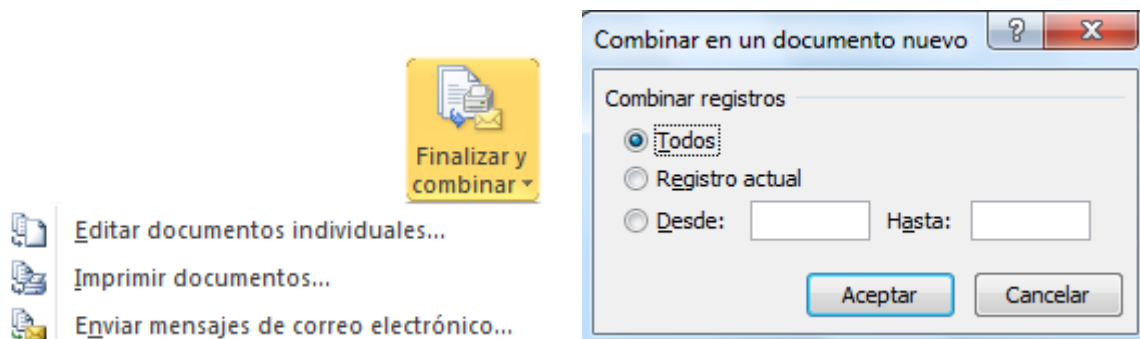 Finalizar y
combinar
Editar documentos individuales...
Imprimir documentos...
Enviar mensajes de correo electrónico...
Combinar en un documento nuevo
?
Combinar registros
Todos
Registro actual
Desde: Hasta:
Aceptar Cancelar